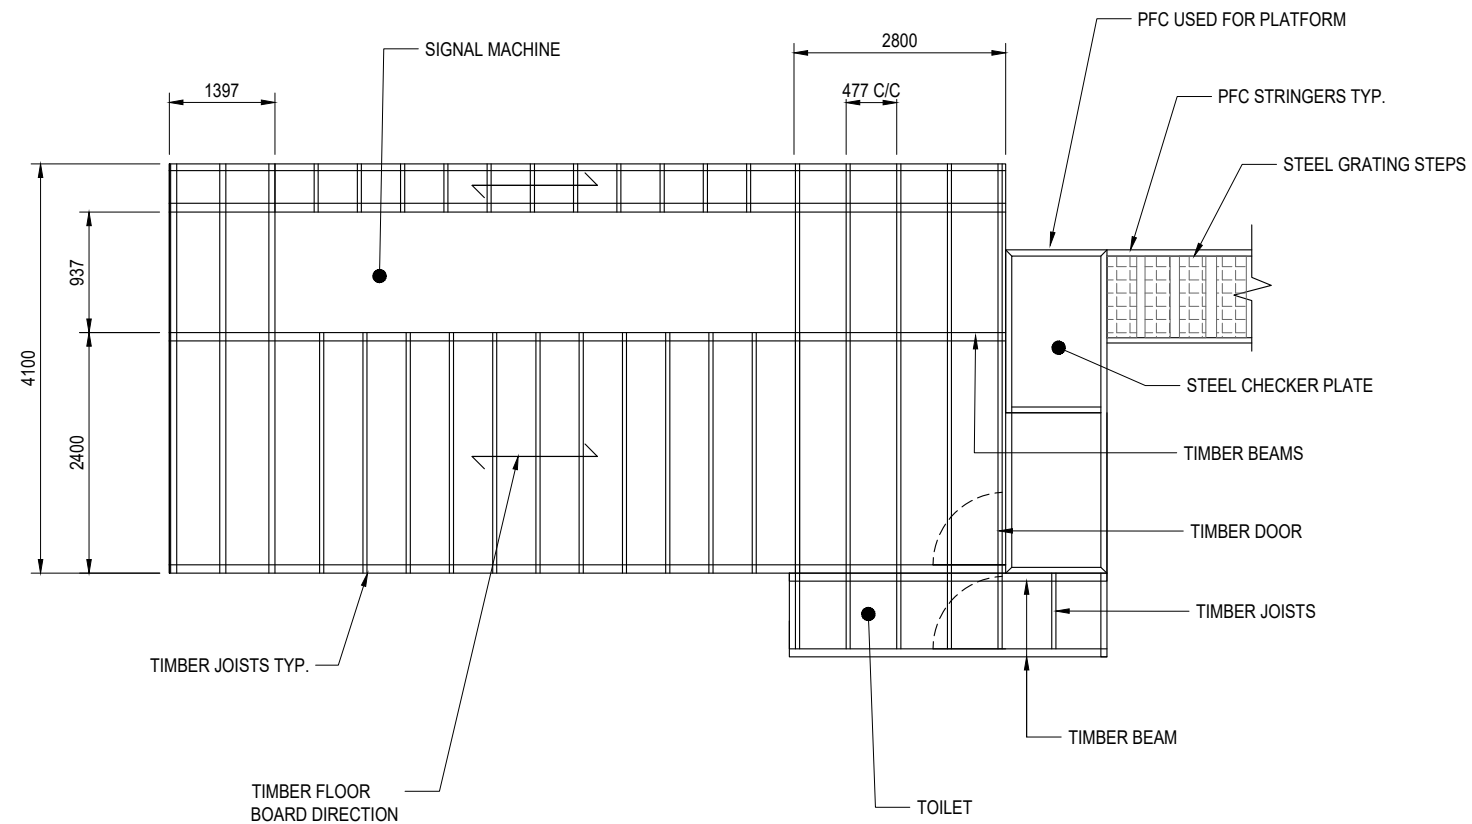 PFC USED FOR PLATFORM
2800
SIGNAL MACHINE
1397
477 C/C
PFC STRINGERS TYP.
STEEL GRATING STEPS
937
4100
STEEL CHECKER PLATE
2400
TIMBER BEAMS
TIMBER DOOR
TIMBER JOISTS
TIMBER JOISTS TYP.
TIMBER BEAM
TIMBER FLOOR
BOARD DIRECTION
TOILET